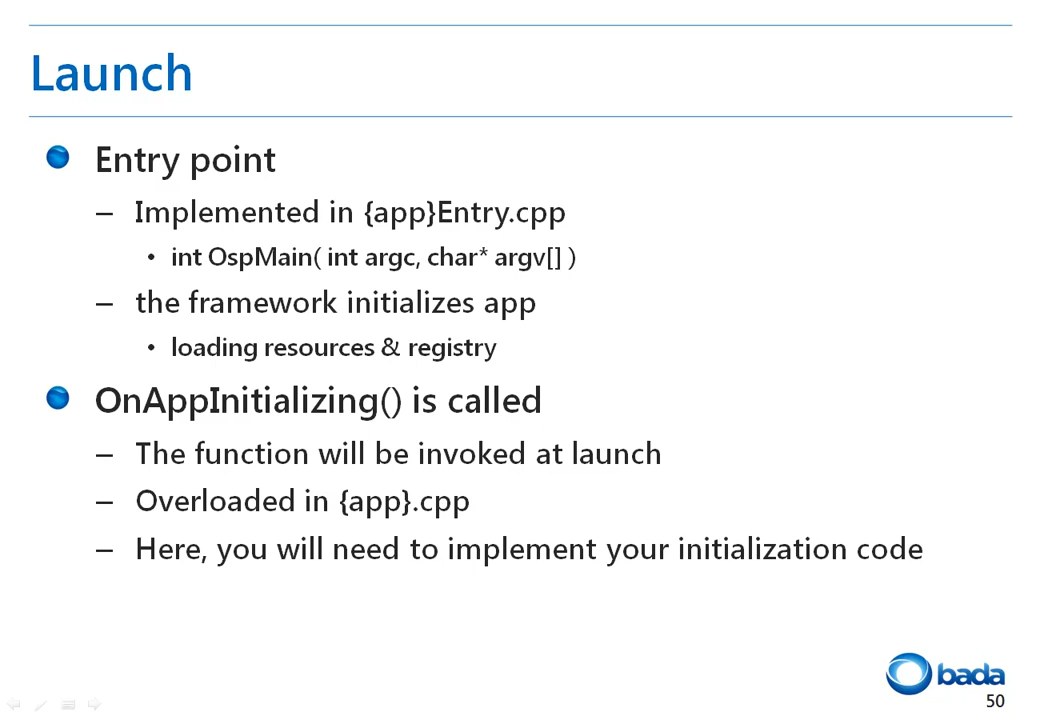 Launch
Entry point
– Implemented in {app}Entry.cpp
• int OspMain( int argc, char* argv[] )
– the framework initializes app
• loading resources & registry
OnAppInitializing() is called
– The function will be invoked at launch
– Overloaded in {app}.cpp
– Here, you will need to implement your initialization code
bada
50